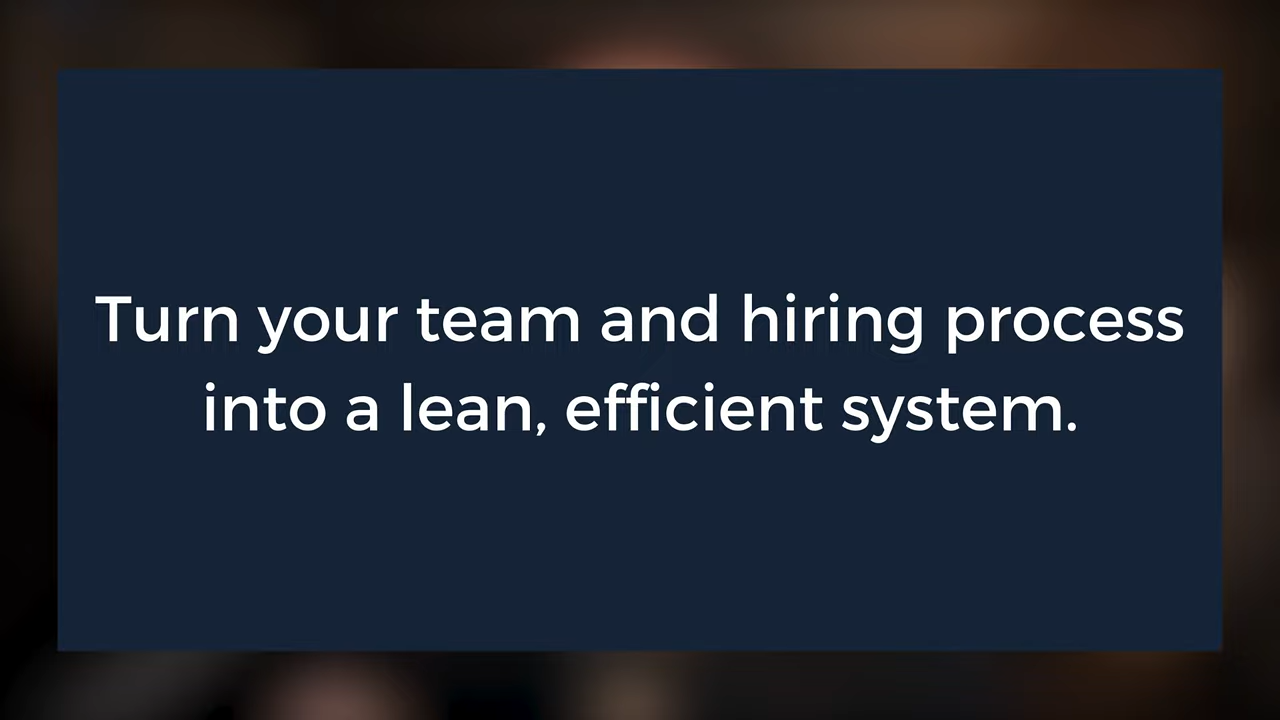 Turn your team and hiring process
into a lean, efficient system.